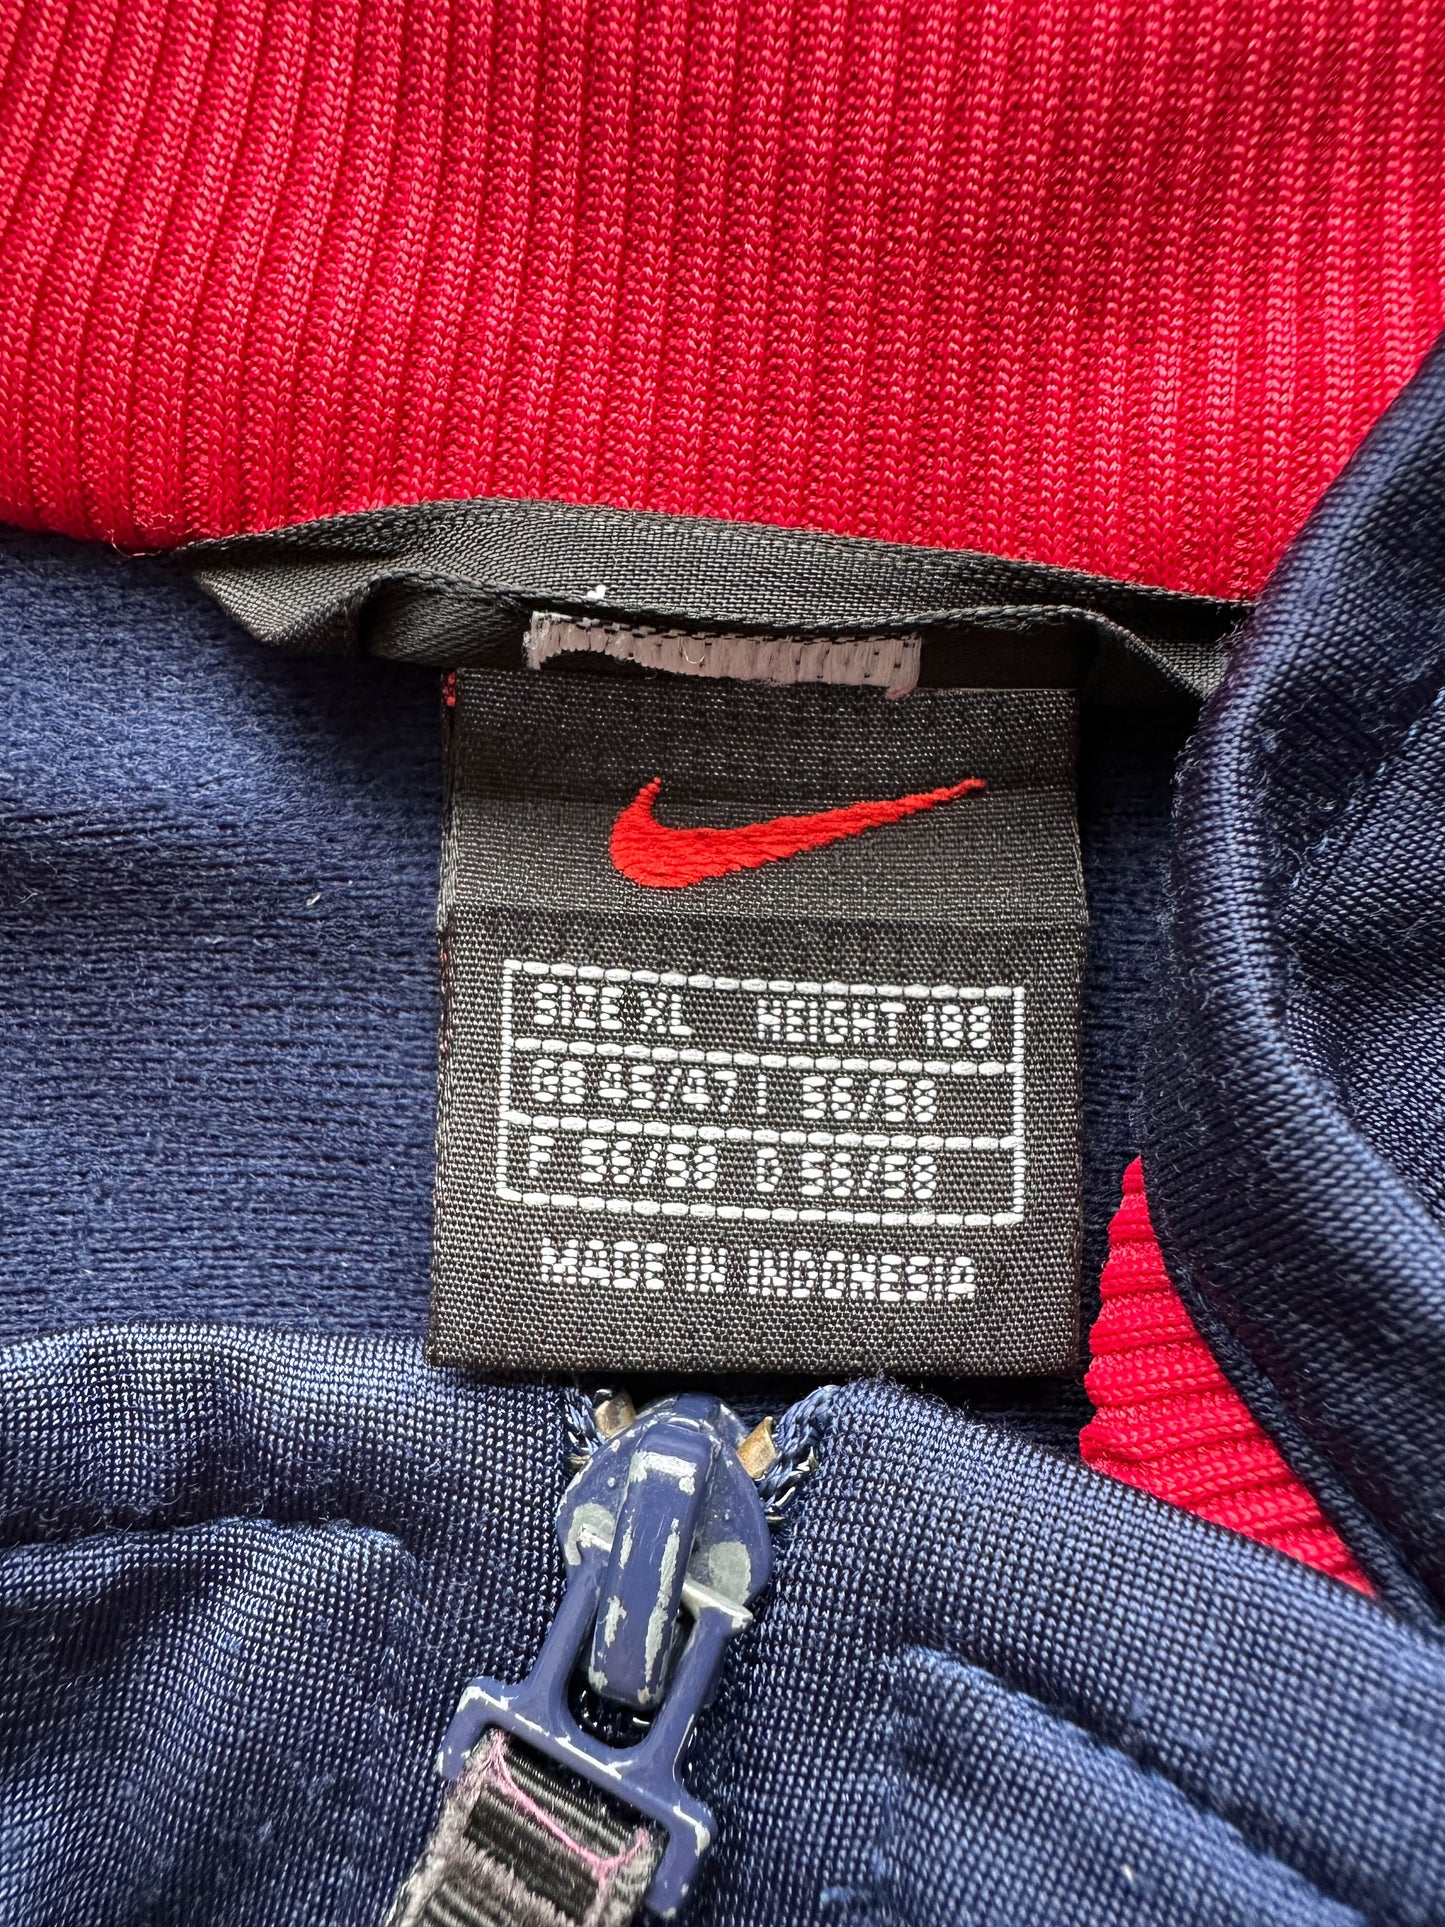 SIZE XL HEIGHT 188
GB 45/47 I 56/58
F 56/58 D 56/58
MADE IN INDONESIA